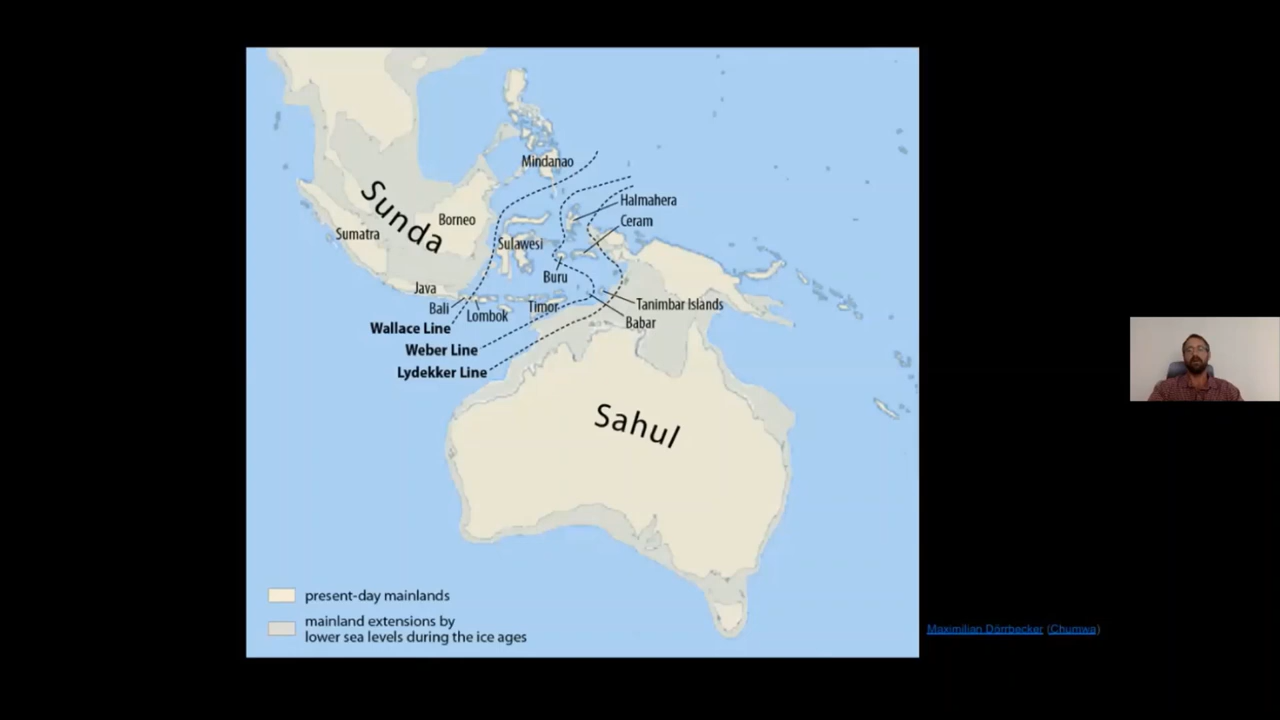 Mindanao
Halmahera
Sunda
Borneo
Ceram
Sumatra
Sulawesi
Buru
Java
Tanimbar Islands
Bali
Lombok
Timor
Babar
Wallace Line
Weber Line
Lydekker Line
Sahul
present-day mainlands
mainland extensions by
lower sea levels during the ice ages
Maximilian Dörrbecker (Chumwa)